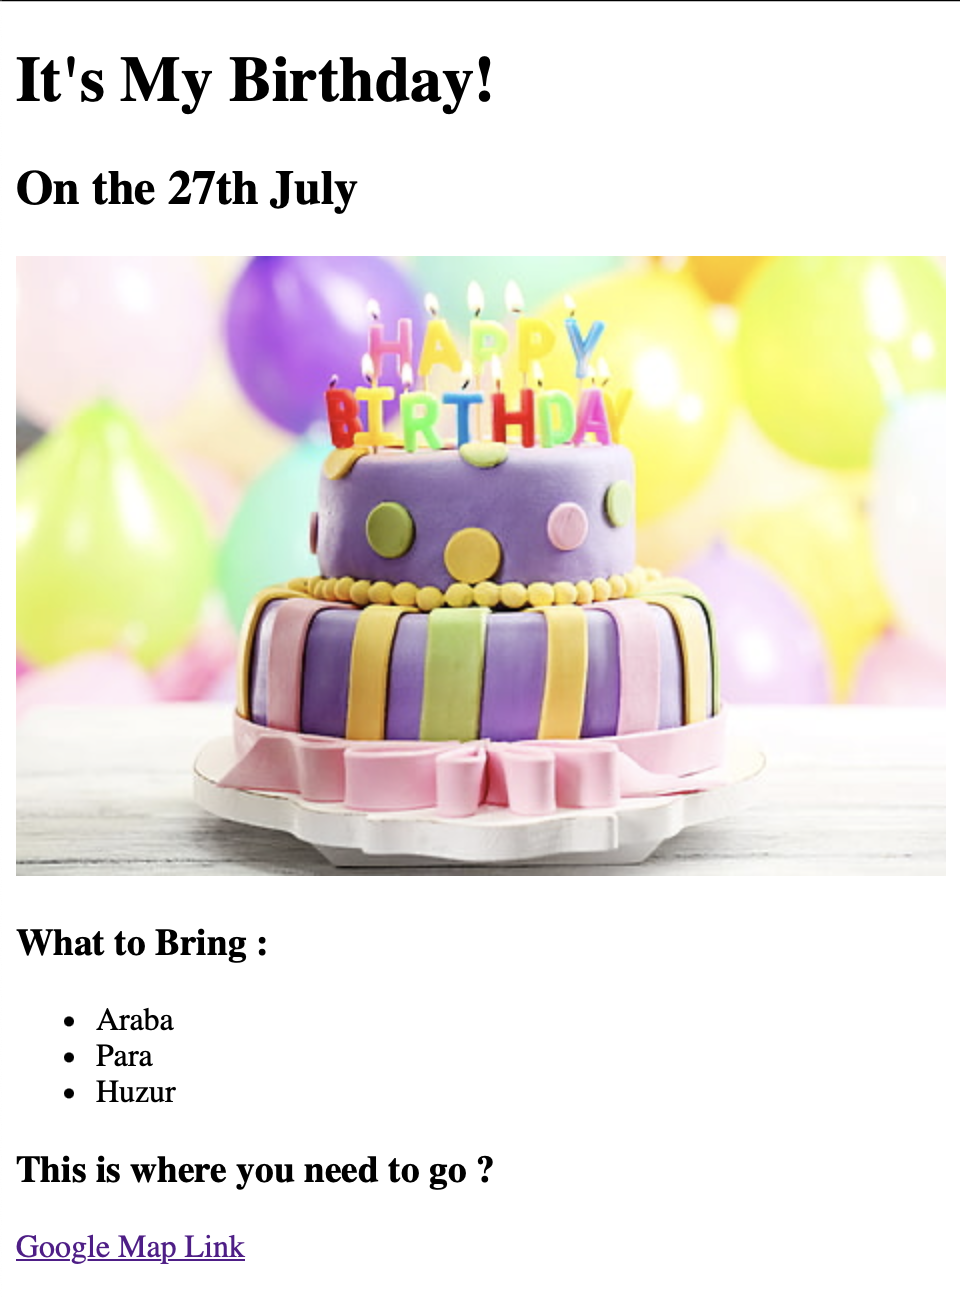 It's My Birthday!
On the 27th July
HAPPY
BIRTHDAY
What to Bring :
Araba
Para
Huzur
This is where you need to go ?
Google Map Link